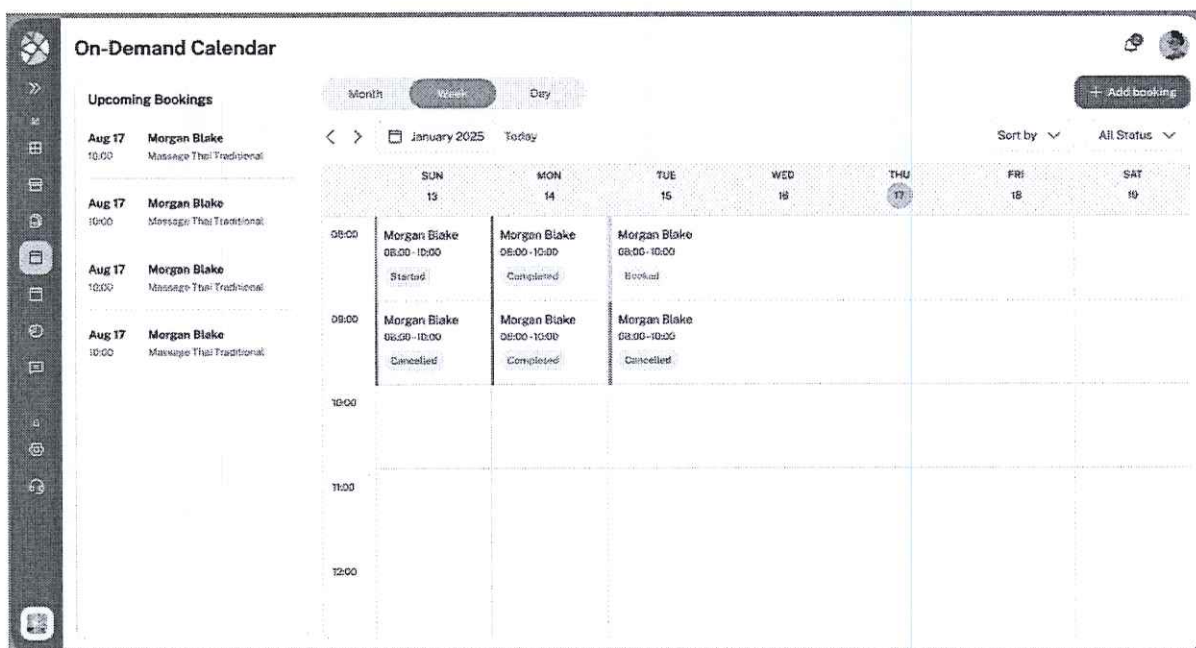 On-Demand Calendar
Upcoming Bookings
Aug 17 Morgan Blake
10:00 Massage Thai Traditional
Aug 17 Morgan Blake
10:00 Massage Thai Traditional
Aug 17 Morgan Blake
10:00 Massage Thai Traditional
Aug 17 Morgan Blake
10:00 Massage Thai Traditional
Month Week Day
+ Add booking
January 2025 Today
Sort by
All Status
SUN MON TUE WED THU FRI SAT
13 14 15 16 17 18 19
08:00
Morgan Blake Morgan Blake Morgan Blake
08:00 - 10:00 08:00 - 10:00 08:00 - 10:00
Started Completed Booked
09:00
Morgan Blake Morgan Blake Morgan Blake
08:00 - 10:00 08:00 - 10:00 08:00 - 10:00
Cancelled Completed Cancelled
10:00
11:00
12:00